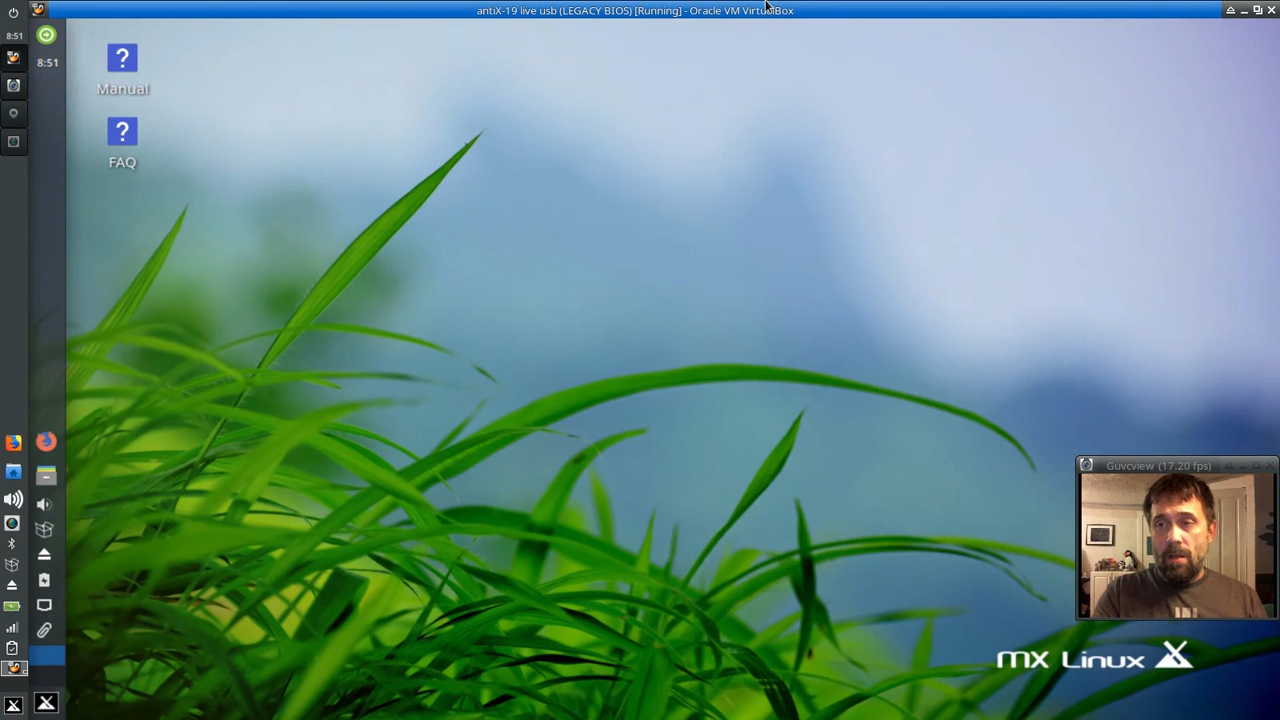 antiX-19 live usb (LEGACY BIOS) [Running] - Oracle VM VirtualBox
8:51
8:51
Manual
FAQ
Guvcview (17.20 fps)
mx Linux